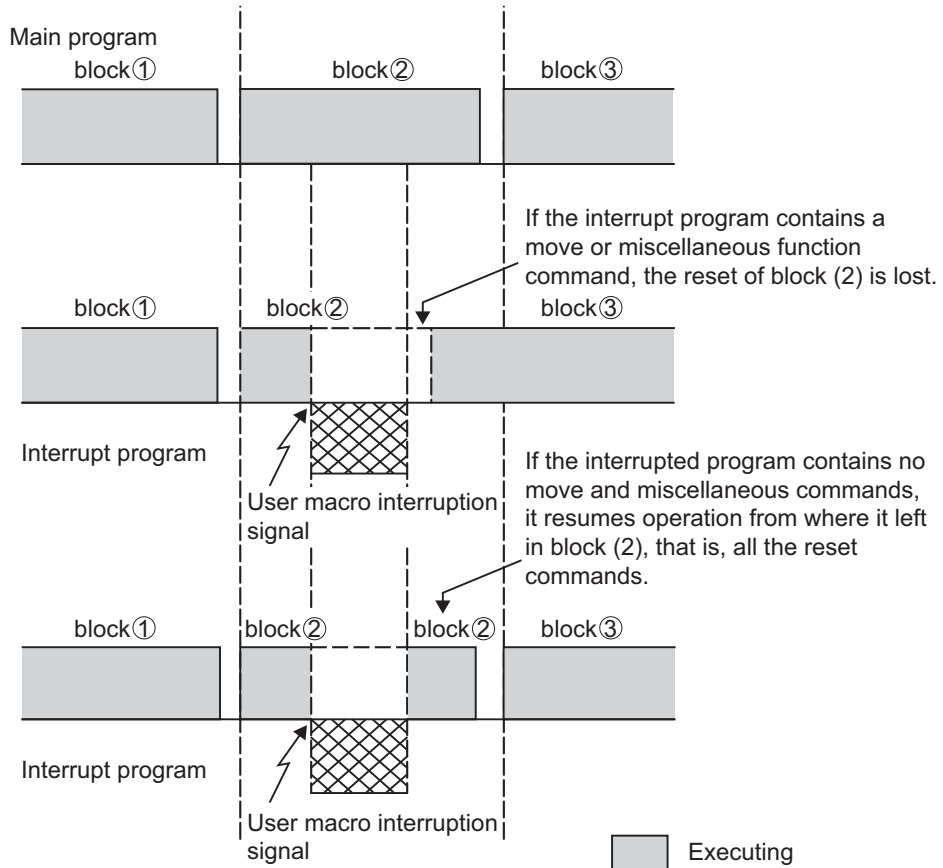 Main program
block① block② block③
If the interrupt program contains a
move or miscellaneous function
command, the reset of block (2) is lost.
block① block② block③
Interrupt program
User macro interruption
signal
If the interrupted program contains no
move and miscellaneous commands,
it resumes operation from where it left
in block (2), that is, all the reset
commands.
block① block② block② block③
Interrupt program
User macro interruption
signal
Executing